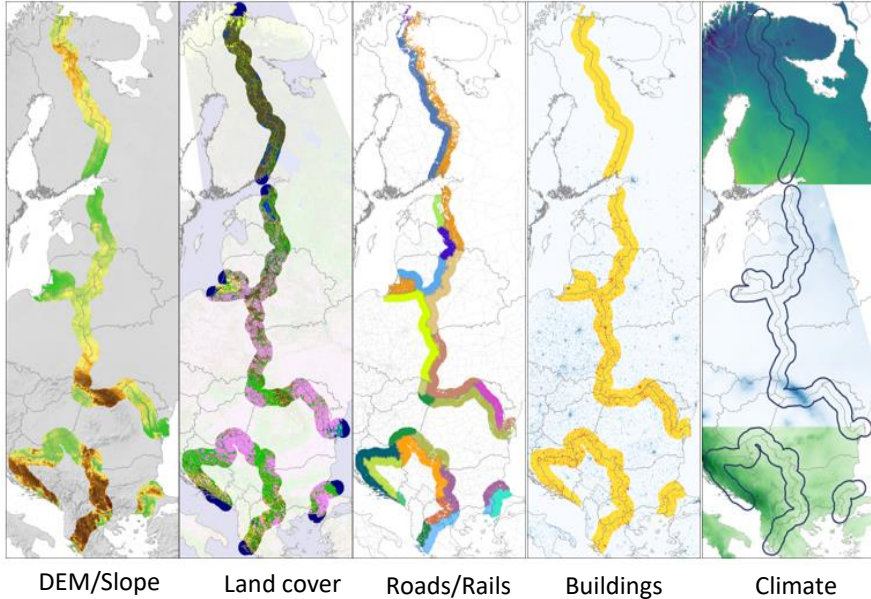 DEM/Slope
Land cover
Roads/Rails
Buildings
Climate